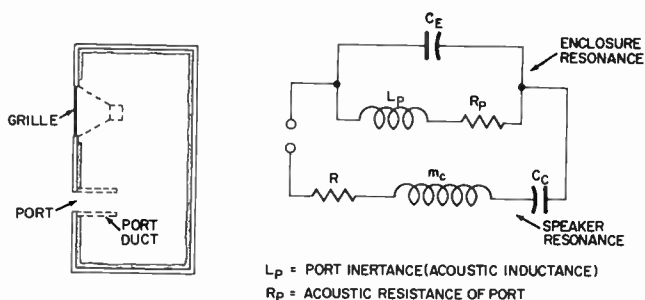 GRILLE
PORT
PORT
DUCT
C_E
L_P
R_P
ENCLOSURE
RESONANCE
R
m_c
C_C
SPEAKER
RESONANCE
L_P = PORT INERTANCE(ACOUSTIC INDUCTANCE)
R_P = ACOUSTIC RESISTANCE OF PORT